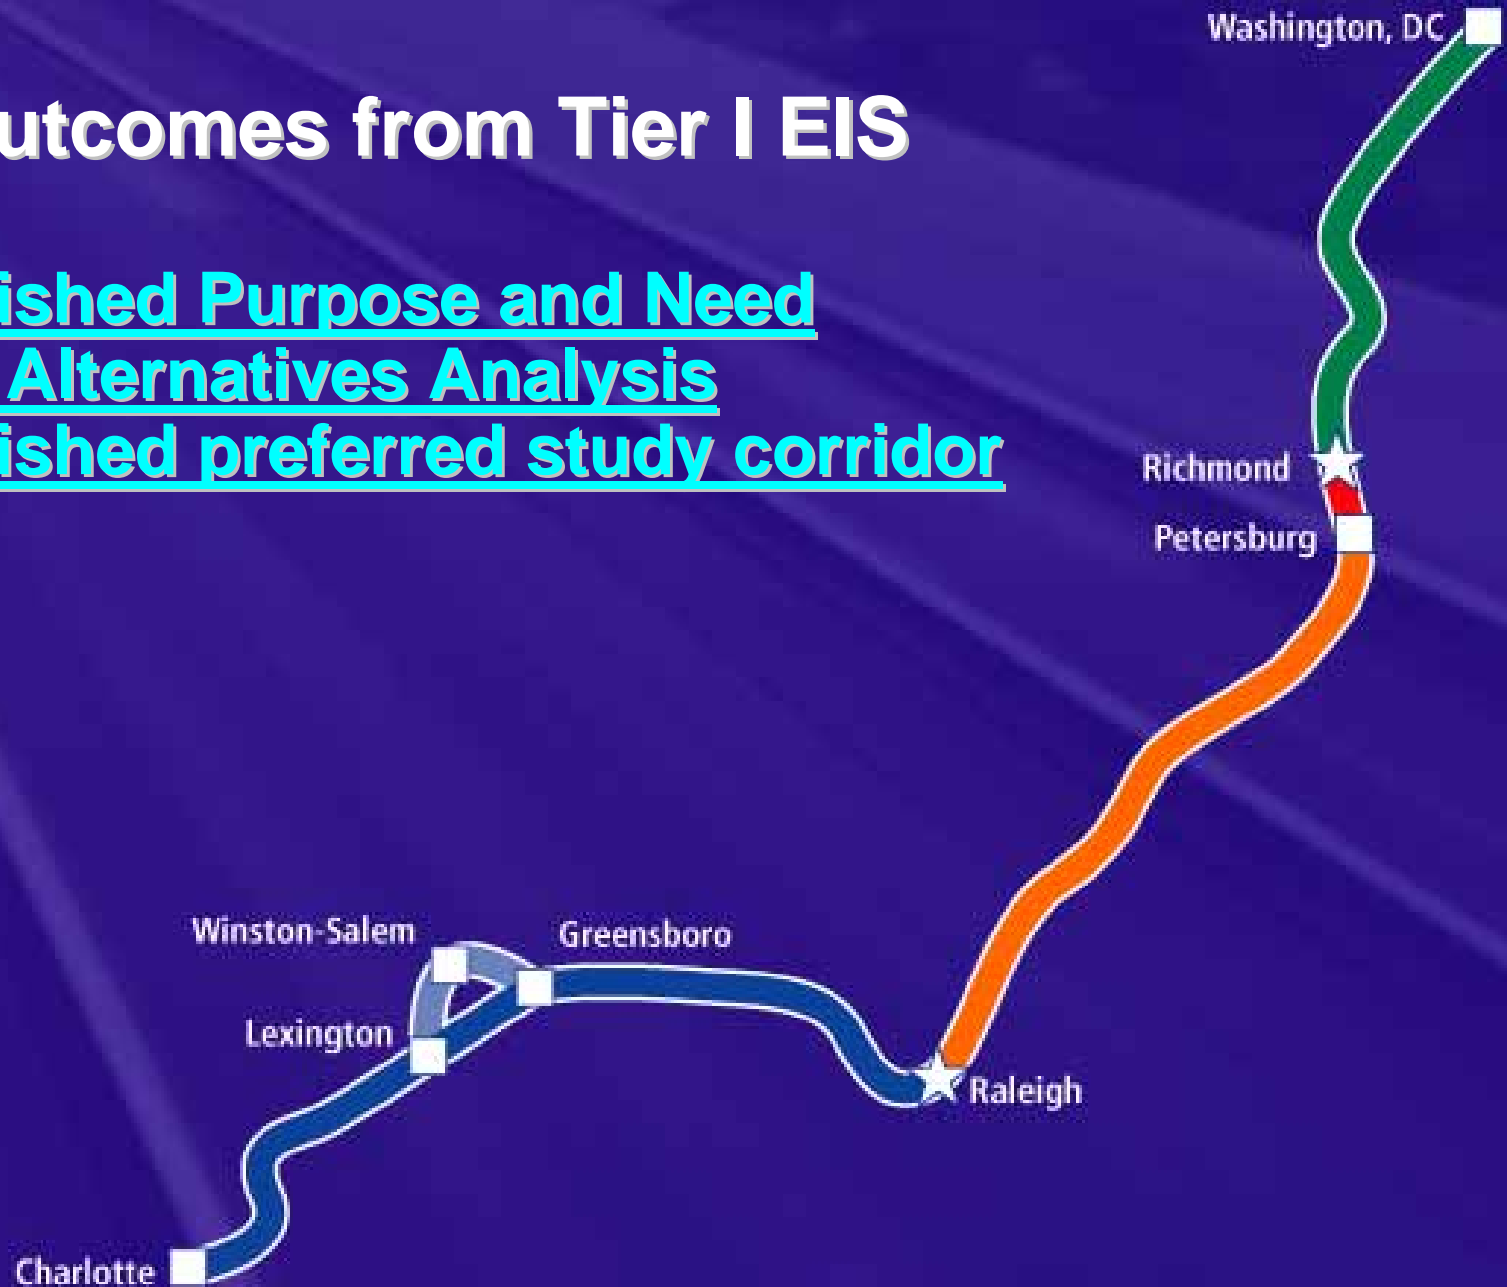 utcomes from Tier I EIS
ished Purpose and Need
Alternatives Analysis
ished preferred study corridor
Washington, DC
Richmond
Petersburg
Winston-Salem
Greensboro
Lexington
Raleigh
Charlotte